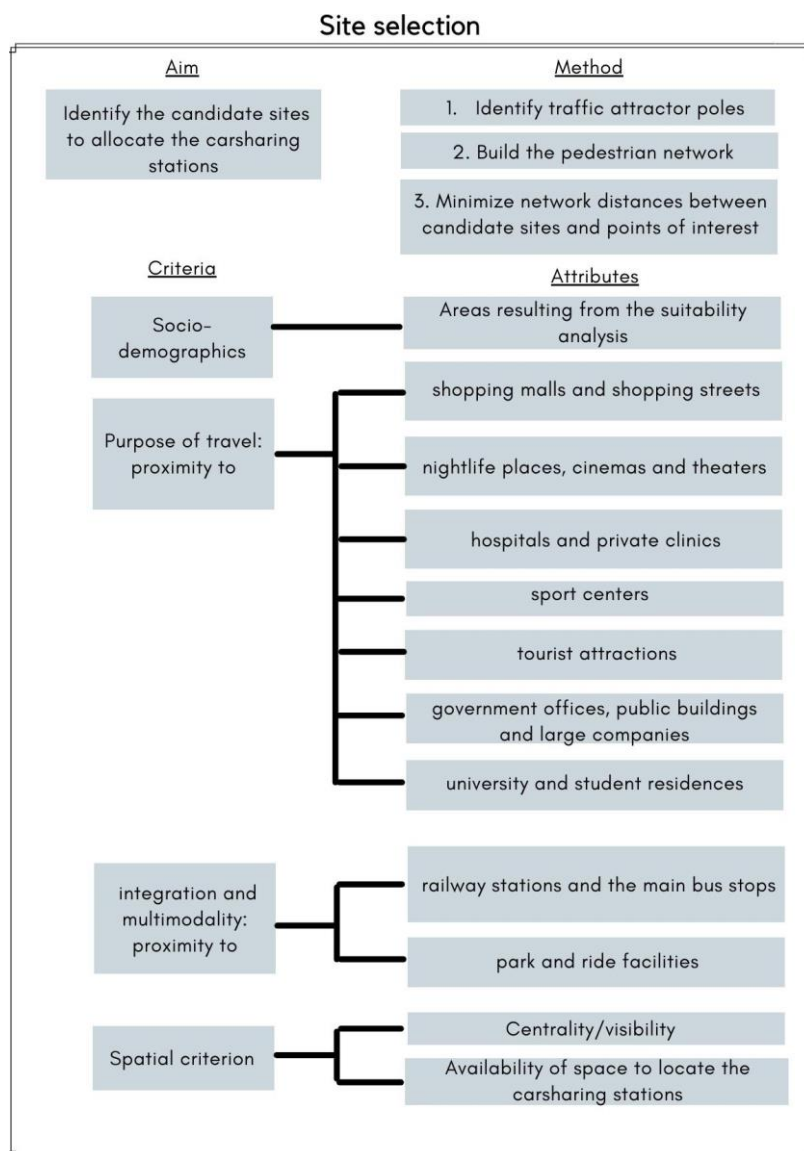 Site selection
Aim
Identify the candidate sites
to allocate the carsharing
stations
Method
1. Identify traffic attractor poles
2. Build the pedestrian network
3. Minimize network distances between
candidate sites and points of interest
Criteria
Attributes
Socio-
demographics
Areas resulting from the suitability
analysis
Purpose of travel:
proximity to
shopping malls and shopping streets
nightlife places, cinemas and theaters
hospitals and private clinics
sport centers
tourist attractions
government offices, public buildings
and large companies
university and student residences
integration and
multimodality:
proximity to
railway stations and the main bus stops
park and ride facilities
Spatial criterion
Centrality/visibility
Availability of space to locate the
carsharing stations